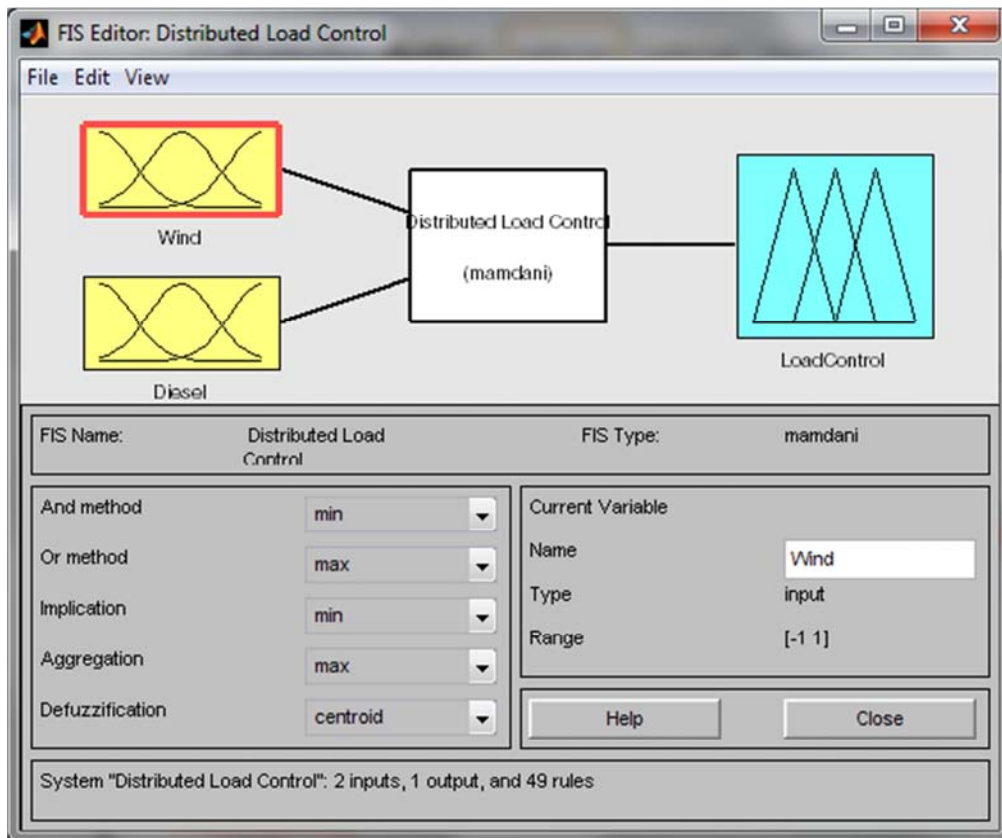 FIS Editor: Distributed Load Control
File Edit View
Wind
Distributed Load Control
(mamdani)
Diesel
LoadControl
FIS Name:
Distributed Load
Control
FIS Type:
mamdani
And method
min
Or method
max
Implication
min
Aggregation
max
Defuzzification
centroid
Current Variable
Name
Wind
Type
input
Range
[-1 1]
Help
Close
System "Distributed Load Control": 2 inputs, 1 output, and 49 rules